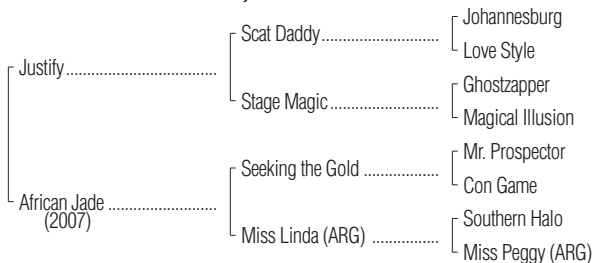 Johannesburg
Scat Daddy
Love Style
Justify
Ghostzapper
Stage Magic
Magical Illusion
Mr. Prospector
Seeking the Gold
Con Game
African Jade
(2007)
Southern Halo
Miss Linda (ARG)
Miss Peggy (ARG)